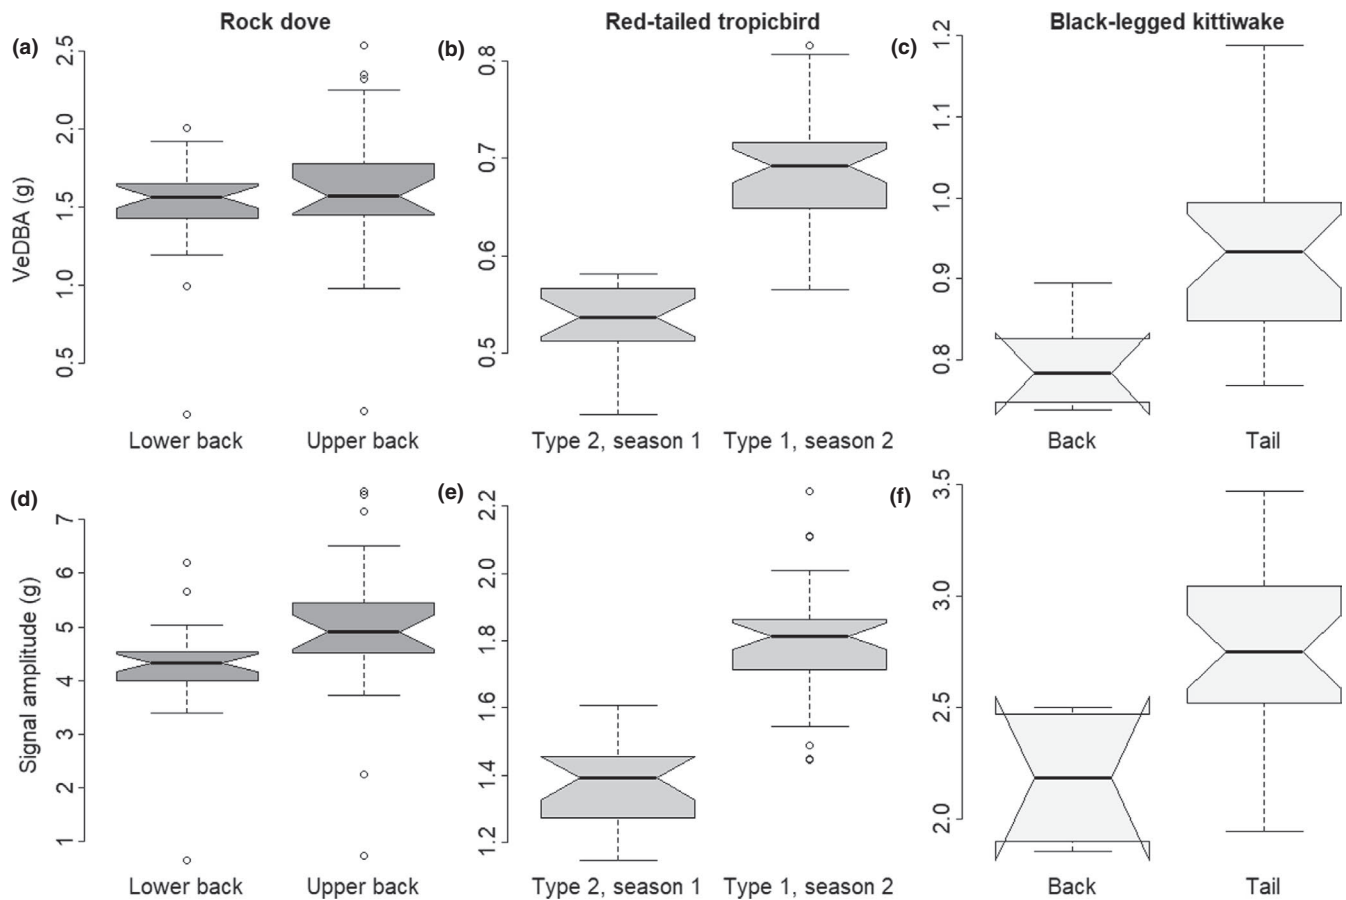 Rock dove
Red-tailed tropicbird
Black-legged kittiwake
(a)
VeDBA (g)
2.5
2.0
1.5
1.0
0.5
Lower back
Upper back
(b)
0.8
0.7
0.6
0.5
Type 2, season 1
Type 1, season 2
(c)
1.2
1.1
1.0
0.9
0.8
Back
Tail
(d)
Signal amplitude (g)
7
6
5
4
3
2
1
Lower back
Upper back
(e)
2.2
2.0
1.8
1.6
1.4
1.2
Type 2, season 1
Type 1, season 2
(f)
3.5
3.0
2.5
2.0
Back
Tail